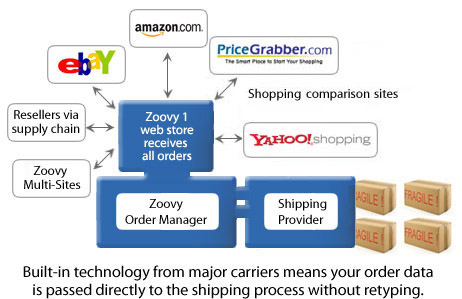 amazon.com.
ebaY
PriceGrabber.com
The Smart Place to Start Your Shopping
Shopping comparison sites
Resellers via
supply chain
Zoovy 1
web store
receives
all orders
YAHOO! shopping
Zoovy
Multi-Sites
Zoovy
Order Manager
Shipping
Provider
FRAGILE!
FRAGILE!
FRAGILE!
FRAGILE!
Built-in technology from major carriers means your order data
is passed directly to the shipping process without retyping.